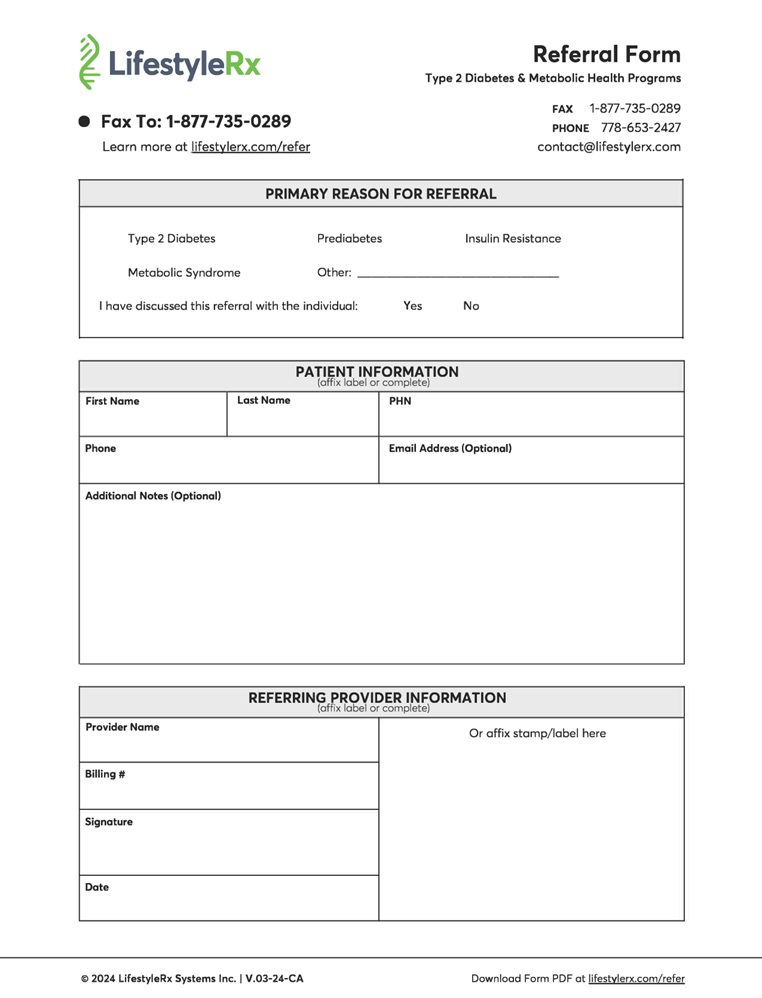 LifestyleRx
Referral Form
Type 2 Diabetes & Metabolic Health Programs
Fax To: 1-877-735-0289
Learn more at lifestylerx.com/refer
FAX 1-877-735-0289
PHONE 778-653-2427
contact@lifestylerx.com
PRIMARY REASON FOR REFERRAL
Type 2 Diabetes Prediabetes Insulin Resistance
Metabolic Syndrome Other: ______________________________
I have discussed this referral with the individual: Yes No
PATIENT INFORMATION
(affix label or complete)
First Name Last Name PHN
Phone Email Address (Optional)
Additional Notes (Optional)
REFERRING PROVIDER INFORMATION
(affix label or complete)
Provider Name
Or affix stamp/label here
Billing #
Signature
Date
© 2024 LifestyleRx Systems Inc. | V.03-24-CA
Download Form PDF at lifestylerx.com/refer